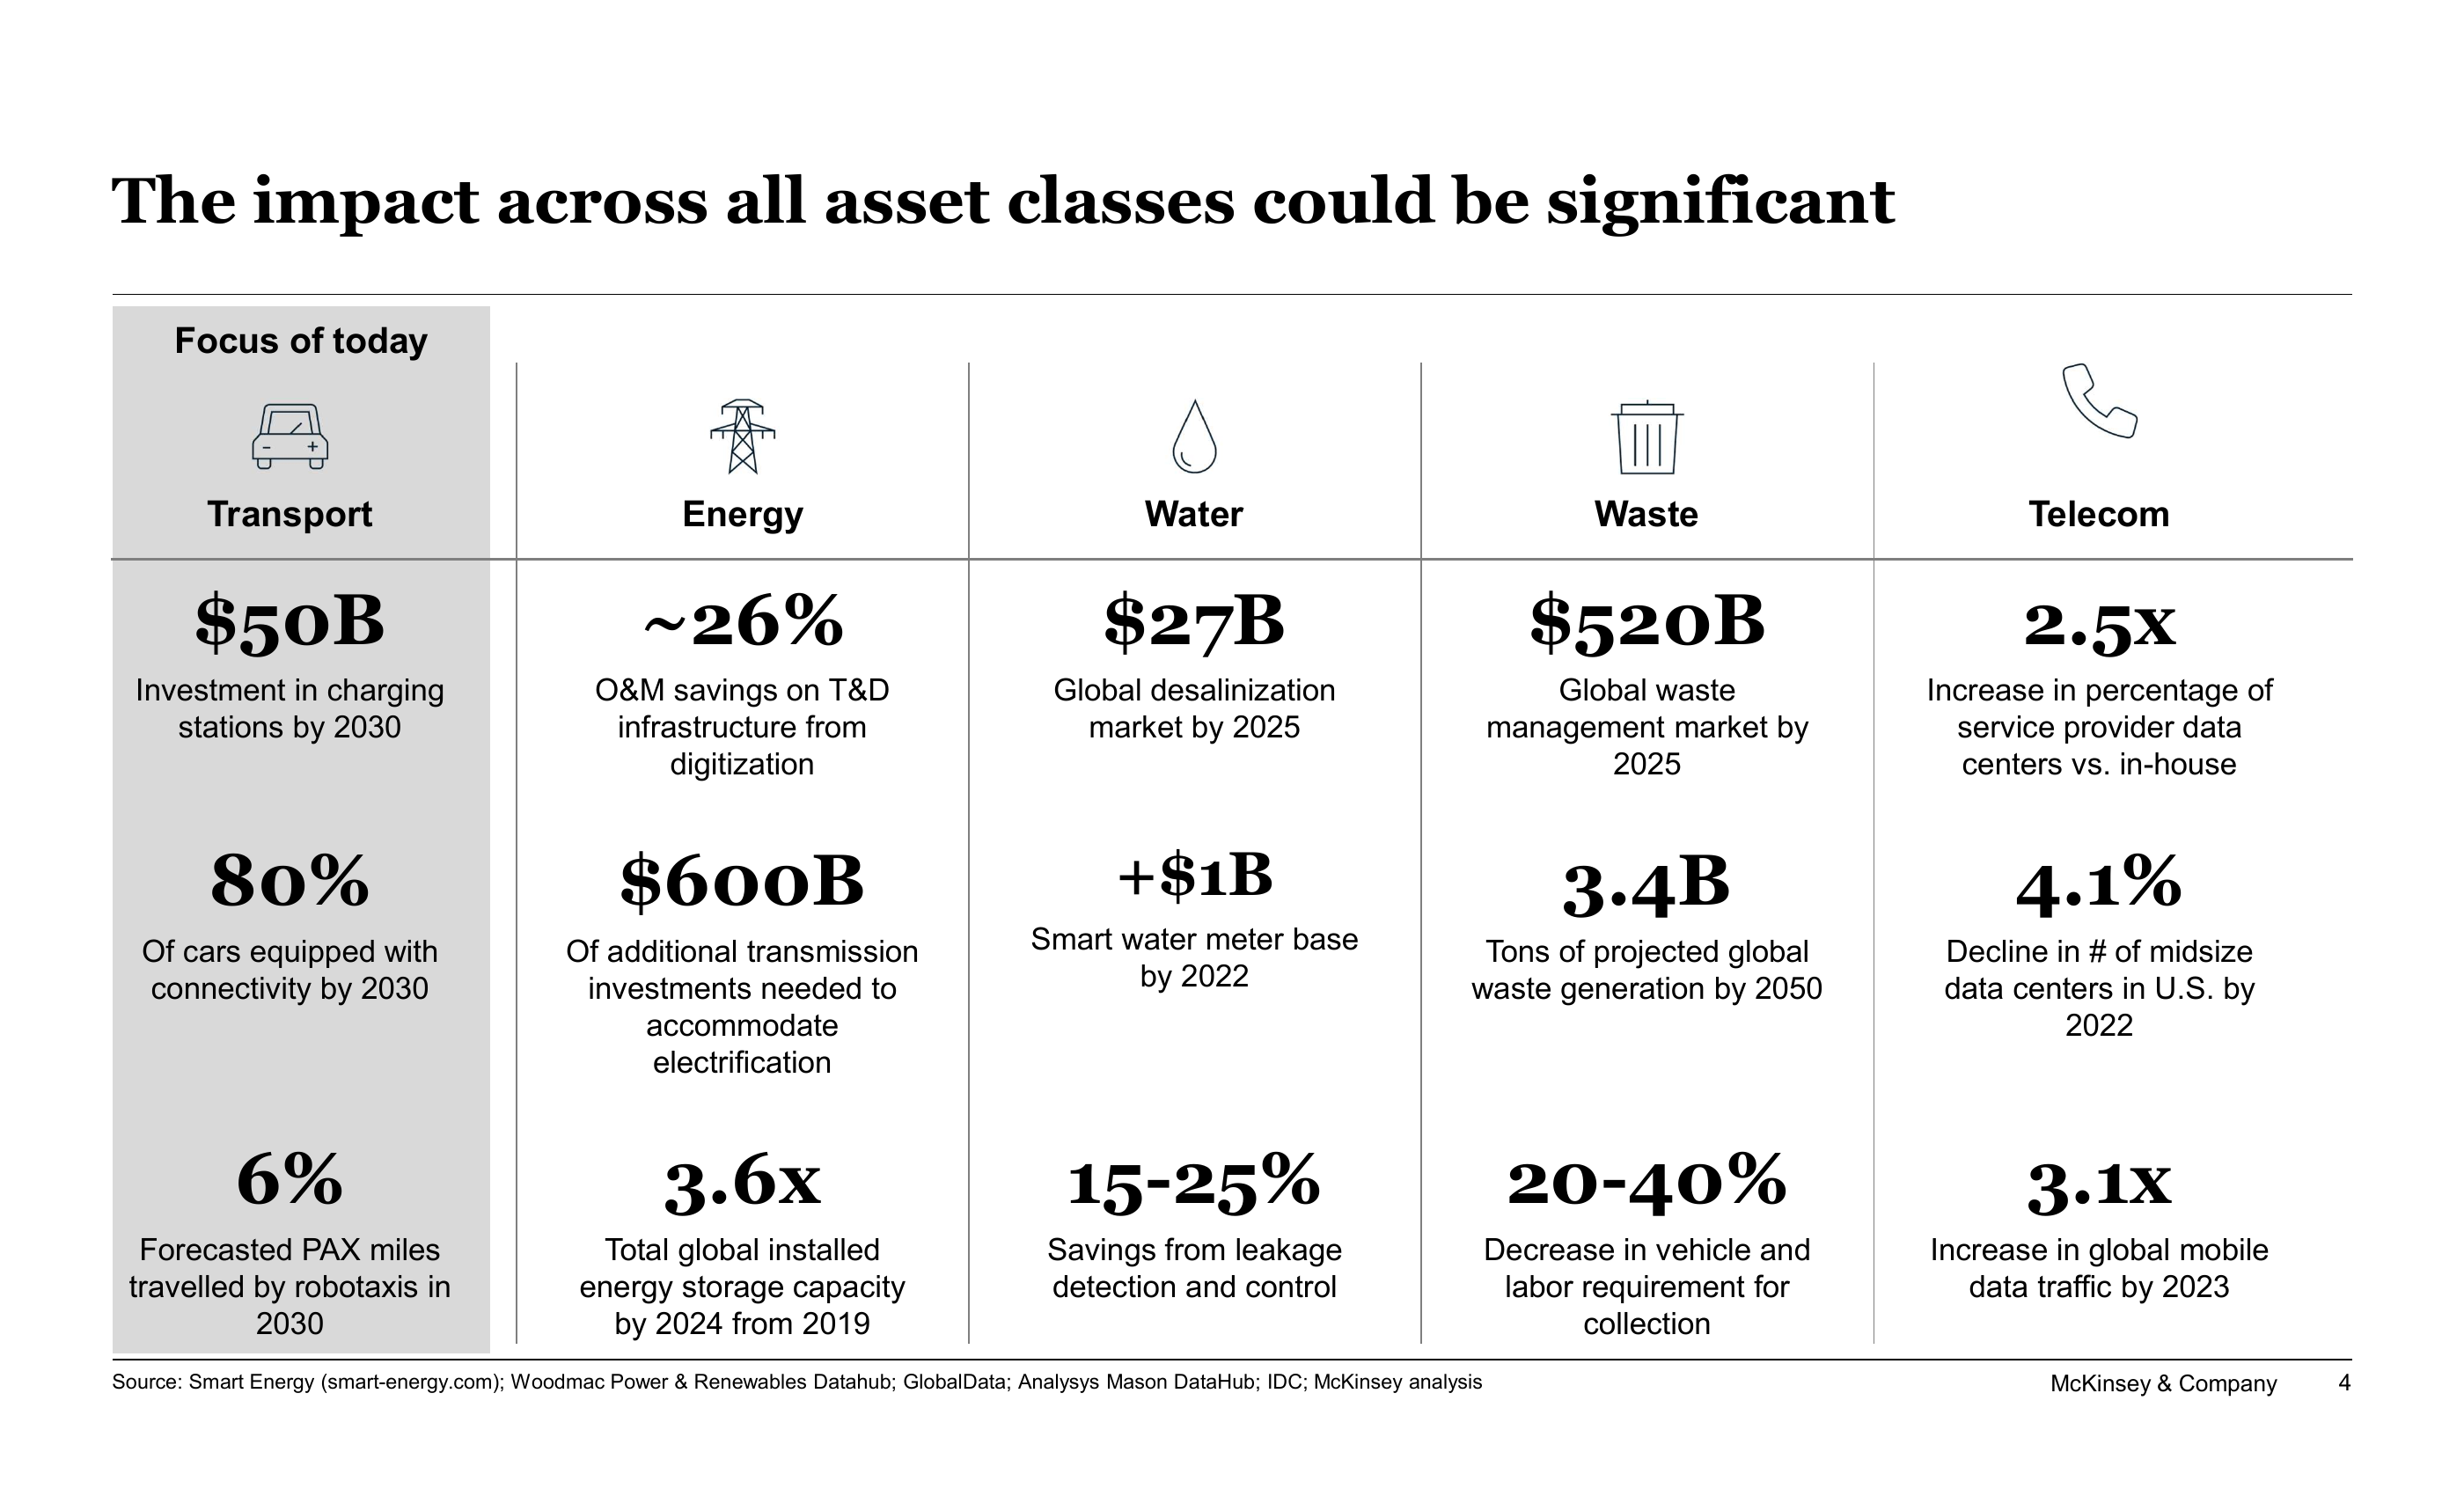 The impact across all asset classes could be significant
Focus of today
Transport
$50B
Investment in charging
stations by 2030
80%
Of cars equipped with
connectivity by 2030
6%
Forecasted PAX miles
travelled by robotaxis in
2030
Energy
~26%
O&M savings on T&D
infrastructure from
digitization
$600B
Of additional transmission
investments needed to
accommodate
electrification
3.6x
Total global installed
energy storage capacity
by 2024 from 2019
Water
$27B
Global desalinization
market by 2025
+$1B
Smart water meter base
by 2022
15-25%
Savings from leakage
detection and control
Waste
$520B
Global waste
management market by
2025
3.4B
Tons of projected global
waste generation by 2050
20-40%
Decrease in vehicle and
labor requirement for
collection
Telecom
2.5x
Increase in percentage of
service provider data
centers vs. in-house
4.1%
Decline in # of midsize
data centers in U.S. by
2022
3.1x
Increase in global mobile
data traffic by 2023
Source: Smart Energy (smart-energy.com); Woodmac Power & Renewables Datahub; GlobalData; Analysys Mason DataHub; IDC; McKinsey analysis
McKinsey & Company
4